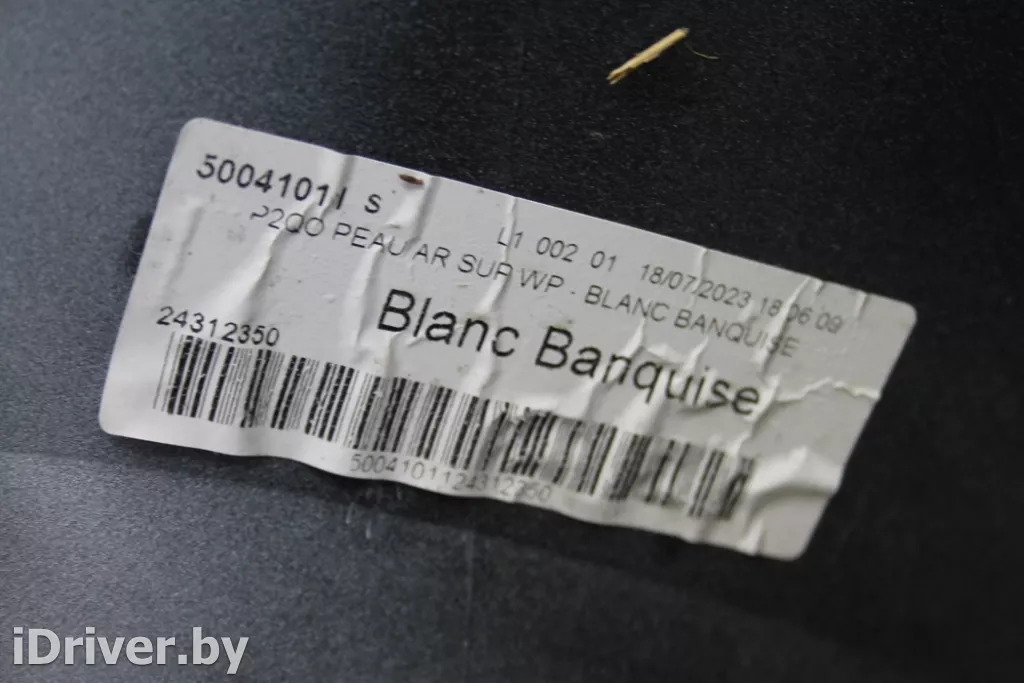 50041011 S
L1 002 01 18/07/2023 18:06:09
P2QO PEAU AR SUR WP - BLANC BANQUISE
Blanc Banquise
24312350
5004101124312350
iDriver.by